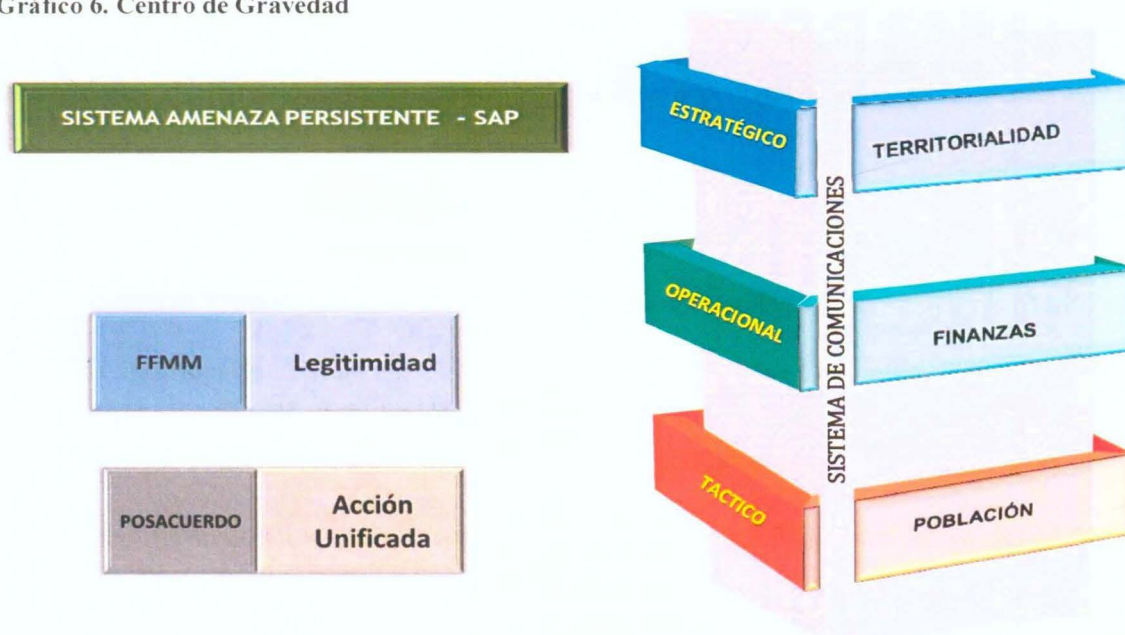 Gráfico 6. Centro de Gravedad
SISTEMA AMENAZA PERSISTENTE - SAP
FFMM
Legitimidad
POSACUERDO
Acción
Unificada
ESTRATÉGICO
TERRITORIALIDAD
OPERACIONAL
FINANZAS
TACTICO
POBLACIÓN
SISTEMA DE COMUNICACIONES